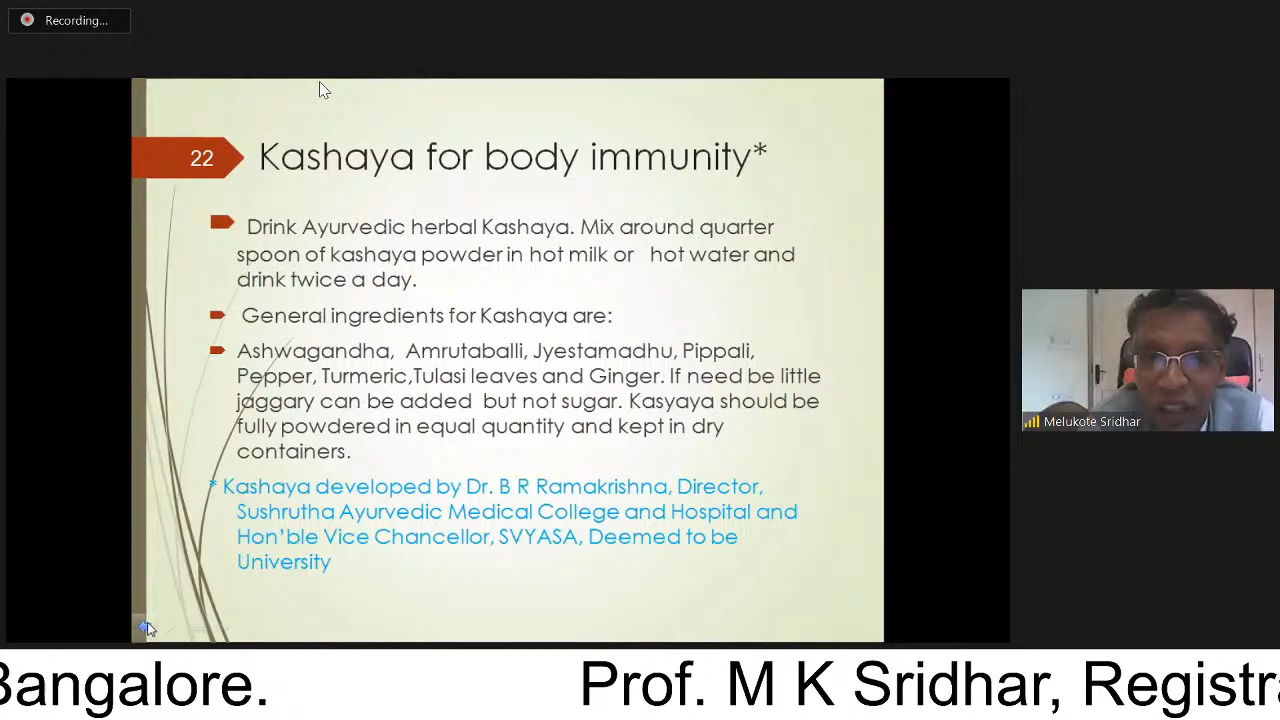 Recording...
22
Kashaya for body immunity*
Drink Ayurvedic herbal Kashaya. Mix around quarter
spoon of kashaya powder in hot milk or hot water and
drink twice a day.
General ingredients for Kashaya are:
Ashwagandha, Amrutaballi, Jyestamadhu, Pippali,
Pepper, Turmeric,Tulasi leaves and Ginger. If need be little
jaggary can be added but not sugar. Kasyaya should be
fully powdered in equal quantity and kept in dry
containers.
* Kashaya developed by Dr. B R Ramakrishna, Director,
Sushrutha Ayurvedic Medical College and Hospital and
Hon'ble Vice Chancellor, SVYASA, Deemed to be
University
Melukote Sridhar
Bangalore. Prof. M K Sridhar, Registra